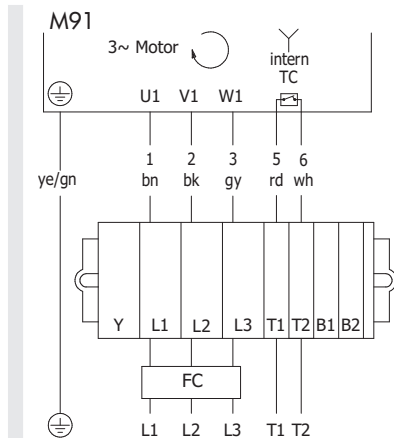 M91
3~ Motor
intern
TC
U1 V1 W1
1 2 3 5 6
ye/gn bn bk gy rd wh
Y L1 L2 L3 T1 T2 B1 B2
FC
L1 L2 L3 T1 T2